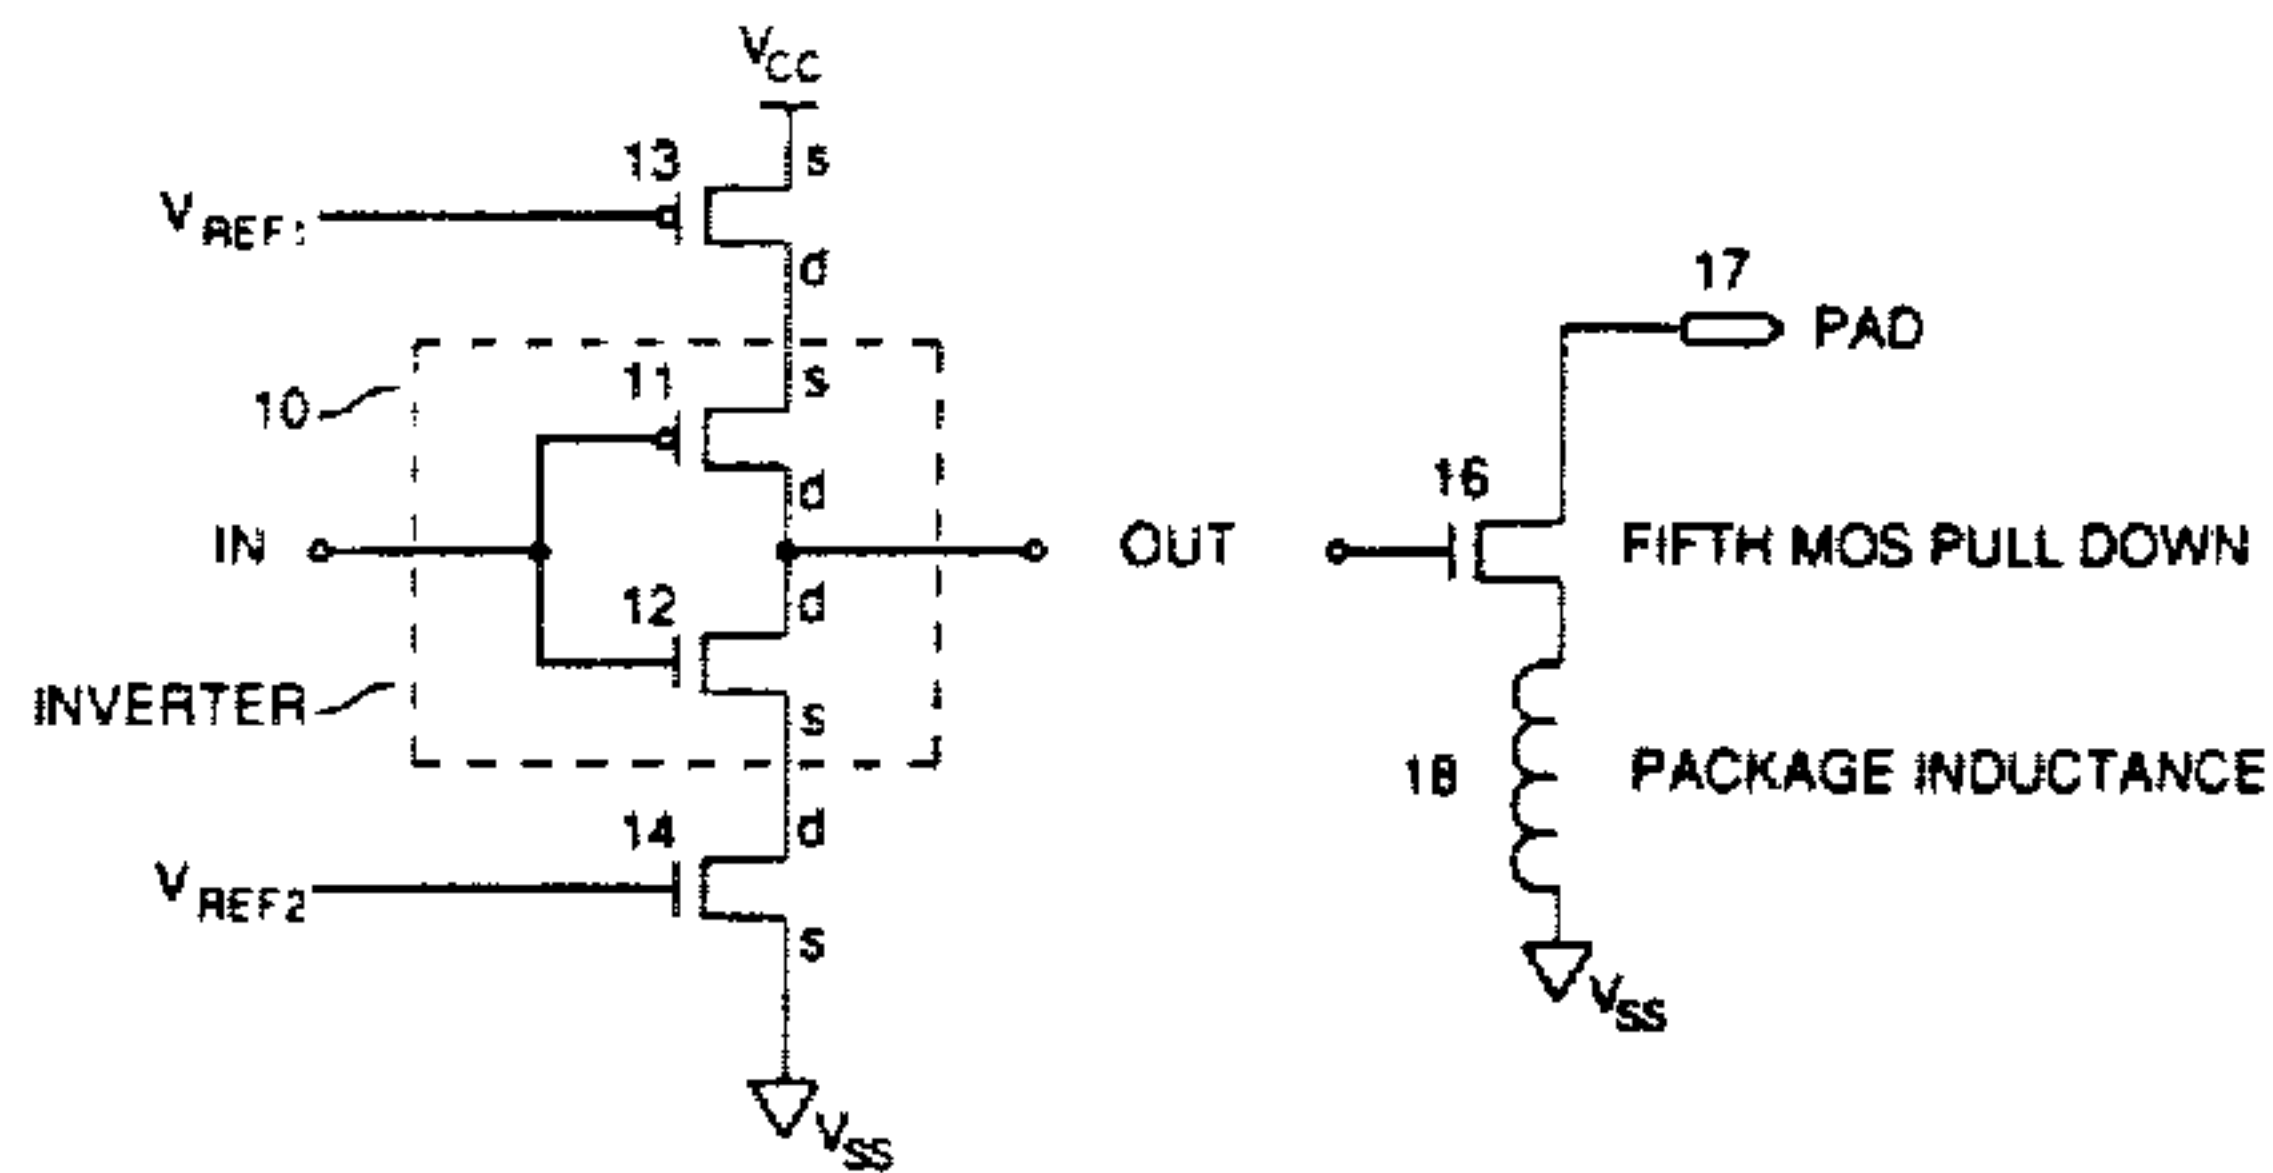 VCC
13
s
VREF1
d
17
PAD
10
11
s
d
16
IN
OUT
FIFTH MOS PULL DOWN
12
d
INVERTER
s
18
PACKAGE INDUCTANCE
14
d
VREF2
s
VSS
VSS